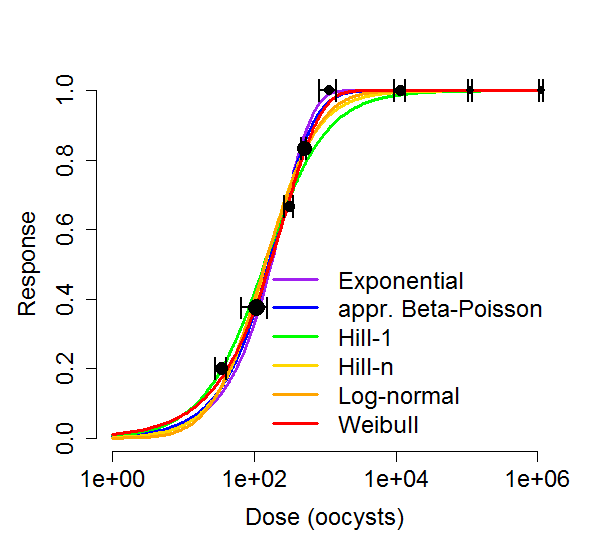 1.0
0.8
0.6
0.4
0.2
0.0
Response
Exponential
appr. Beta-Poisson
Hill-1
Hill-n
Log-normal
Weibull
1e+00 1e+02 1e+04 1e+06
Dose (oocysts)